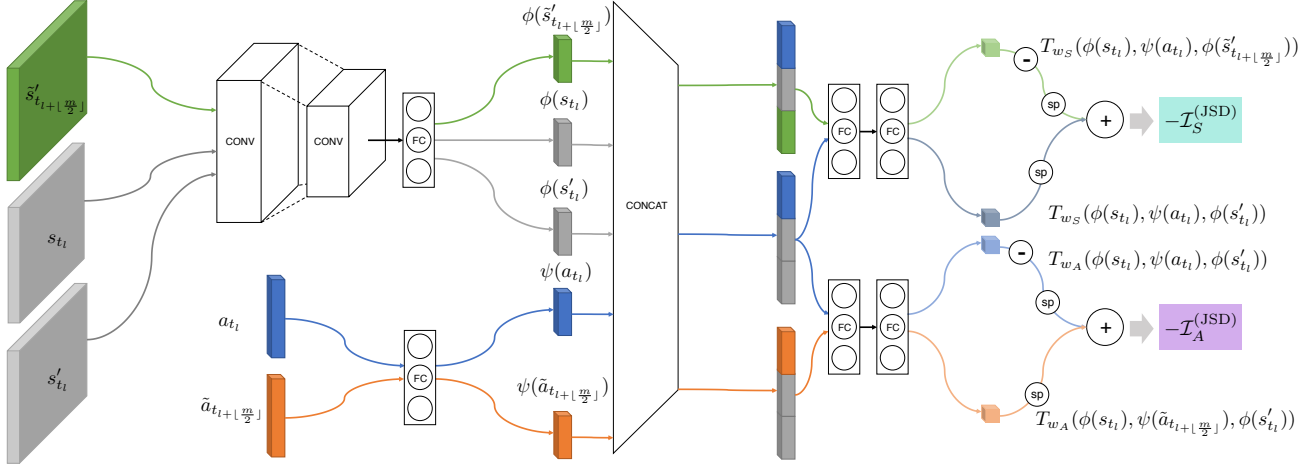 s̃′_{t_{l+⌊m/2⌋}}
s_{t_l}
s′_{t_l}
a_{t_l}
ã_{t_{l+⌊m/2⌋}}
CONV
CONV
FC
FC
ϕ(s̃′_{t_{l+⌊m/2⌋}})
ϕ(s_{t_l})
ϕ(s′_{t_l})
ψ(a_{t_l})
ψ(ã_{t_{l+⌊m/2⌋}})
CONCAT
FC
FC
FC
FC
-
sp
sp
+
T_{w_S}(ϕ(s_{t_l}), ψ(a_{t_l}), ϕ(s̃′_{t_{l+⌊m/2⌋}}))
−𝓘_S^{(JSD)}
T_{w_S}(ϕ(s_{t_l}), ψ(a_{t_l}), ϕ(s′_{t_l}))
T_{w_A}(ϕ(s_{t_l}), ψ(a_{t_l}), ϕ(s′_{t_l}))
-
sp
sp
+
−𝓘_A^{(JSD)}
T_{w_A}(ϕ(s_{t_l}), ψ(ã_{t_{l+⌊m/2⌋}}), ϕ(s′_{t_l}))